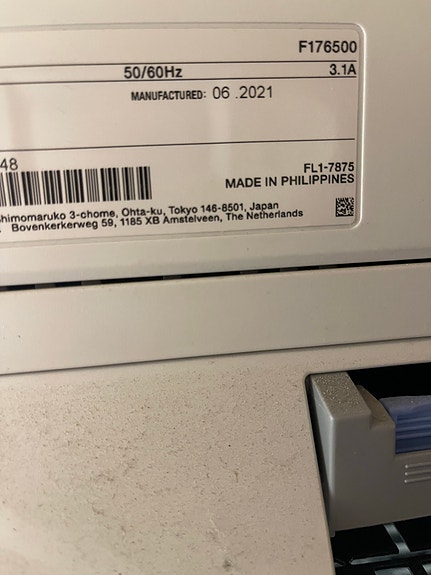 F176500
50/60Hz 3.1A
MANUFACTURED: 06 .2021
48
FL1-7875
MADE IN PHILIPPINES
himomaruko 3-chome, Ohta-ku, Tokyo 146-8501, Japan
Bovenkerkerweg 59, 1185 XB Amstelveen, The Netherlands